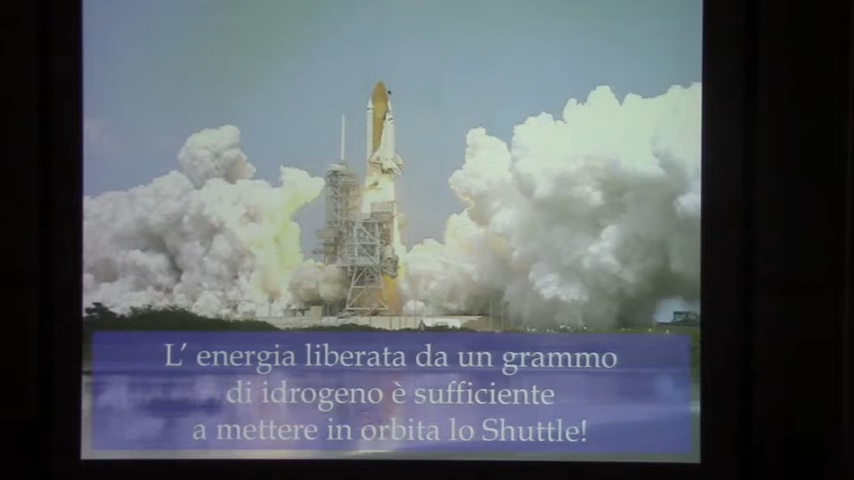 L' energia liberata da un grammo
di idrogeno è sufficiente
a mettere in orbita lo Shuttle!